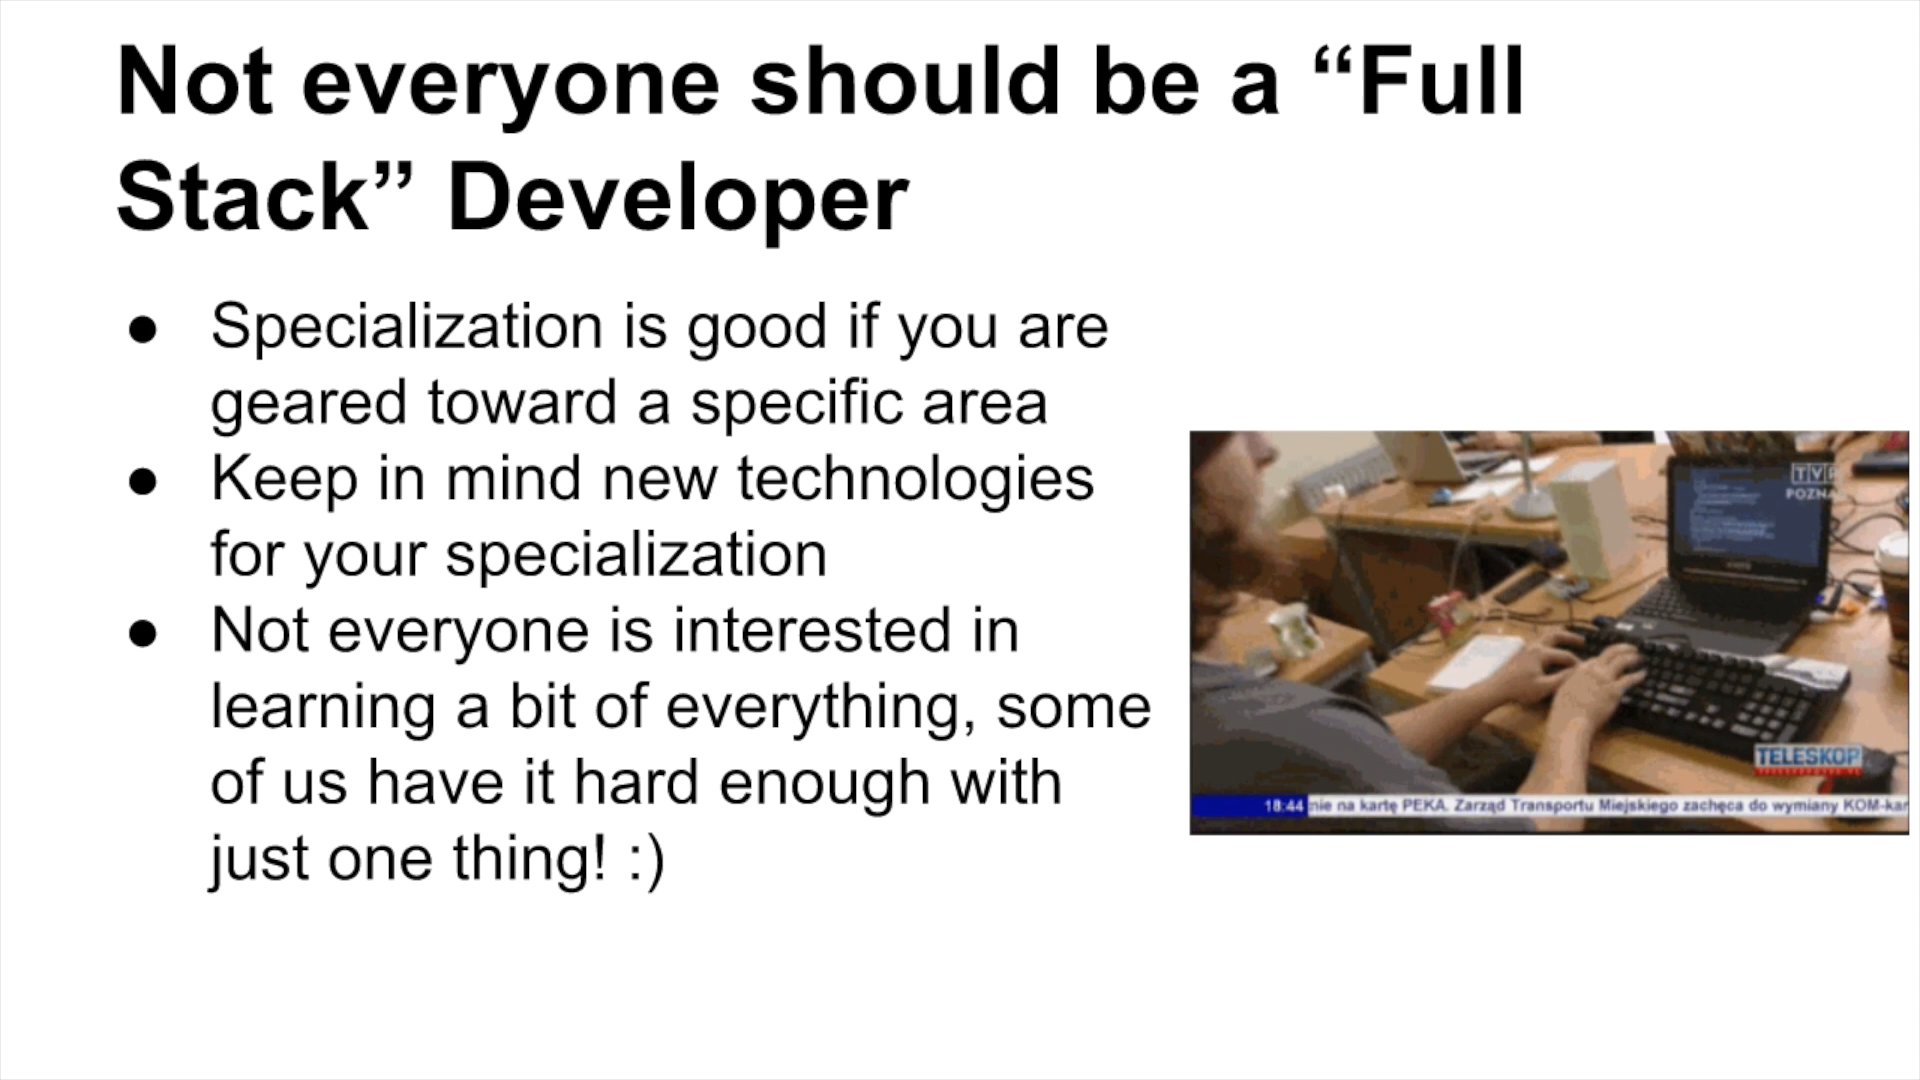 Not everyone should be a “Full
Stack” Developer
● Specialization is good if you are
geared toward a specific area
● Keep in mind new technologies
for your specialization
● Not everyone is interested in
learning a bit of everything, some
of us have it hard enough with
just one thing! :)
TVP
POZNA
TELESKOP
18:44 nie na kartę PEKA. Zarząd Transportu Miejskiego zachęca do wymiany KOM-kar